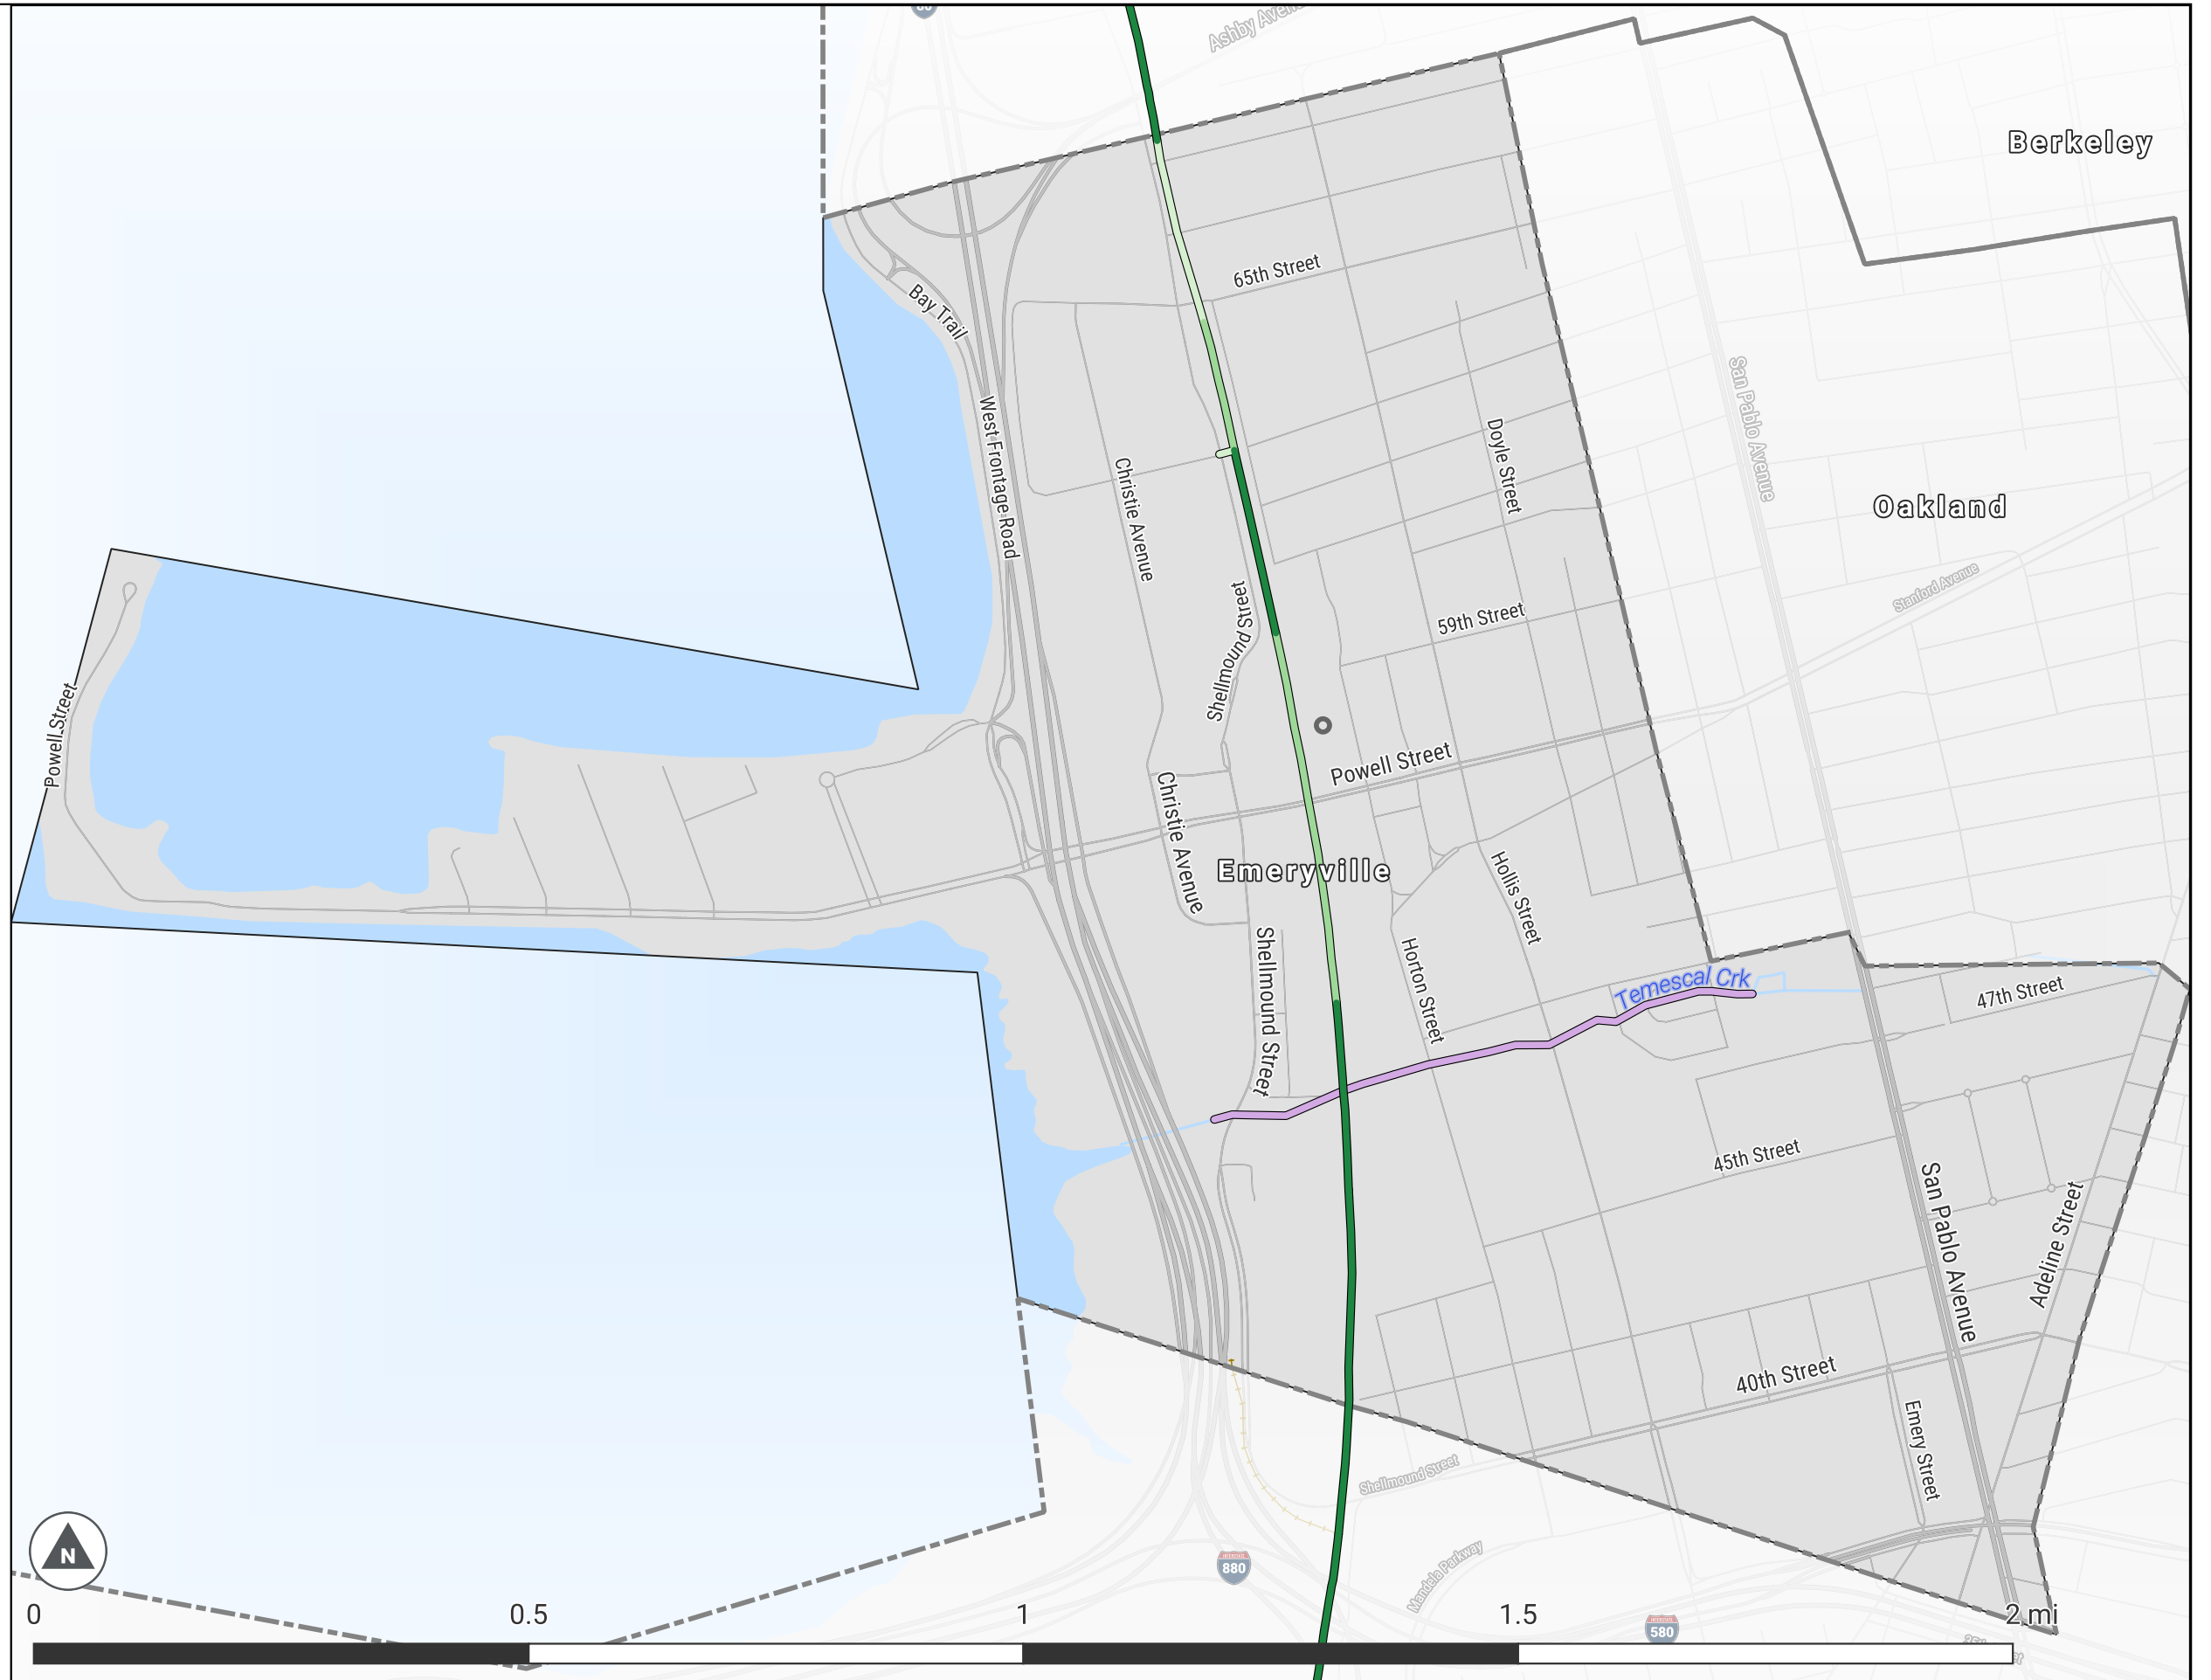 Ashby Aven
Berkeley
65th Street
Bay Trail
San Pablo Avenue
West Frontage Road
Doyle Street
Christie Avenue
Oakland
Stanford Avenue
Shellmound Street
59th Street
Powell Street
Powell Street
Christie Avenue
Emeryville
Hollis Street
Shellmound Street
Horton Street
Temescal Crk
47th Street
45th Street
San Pablo Avenue
Adeline Street
40th Street
Emery Street
Shellmound Street
Mandela Parkway
N
880
580
0 0.5 1 1.5 2 mi